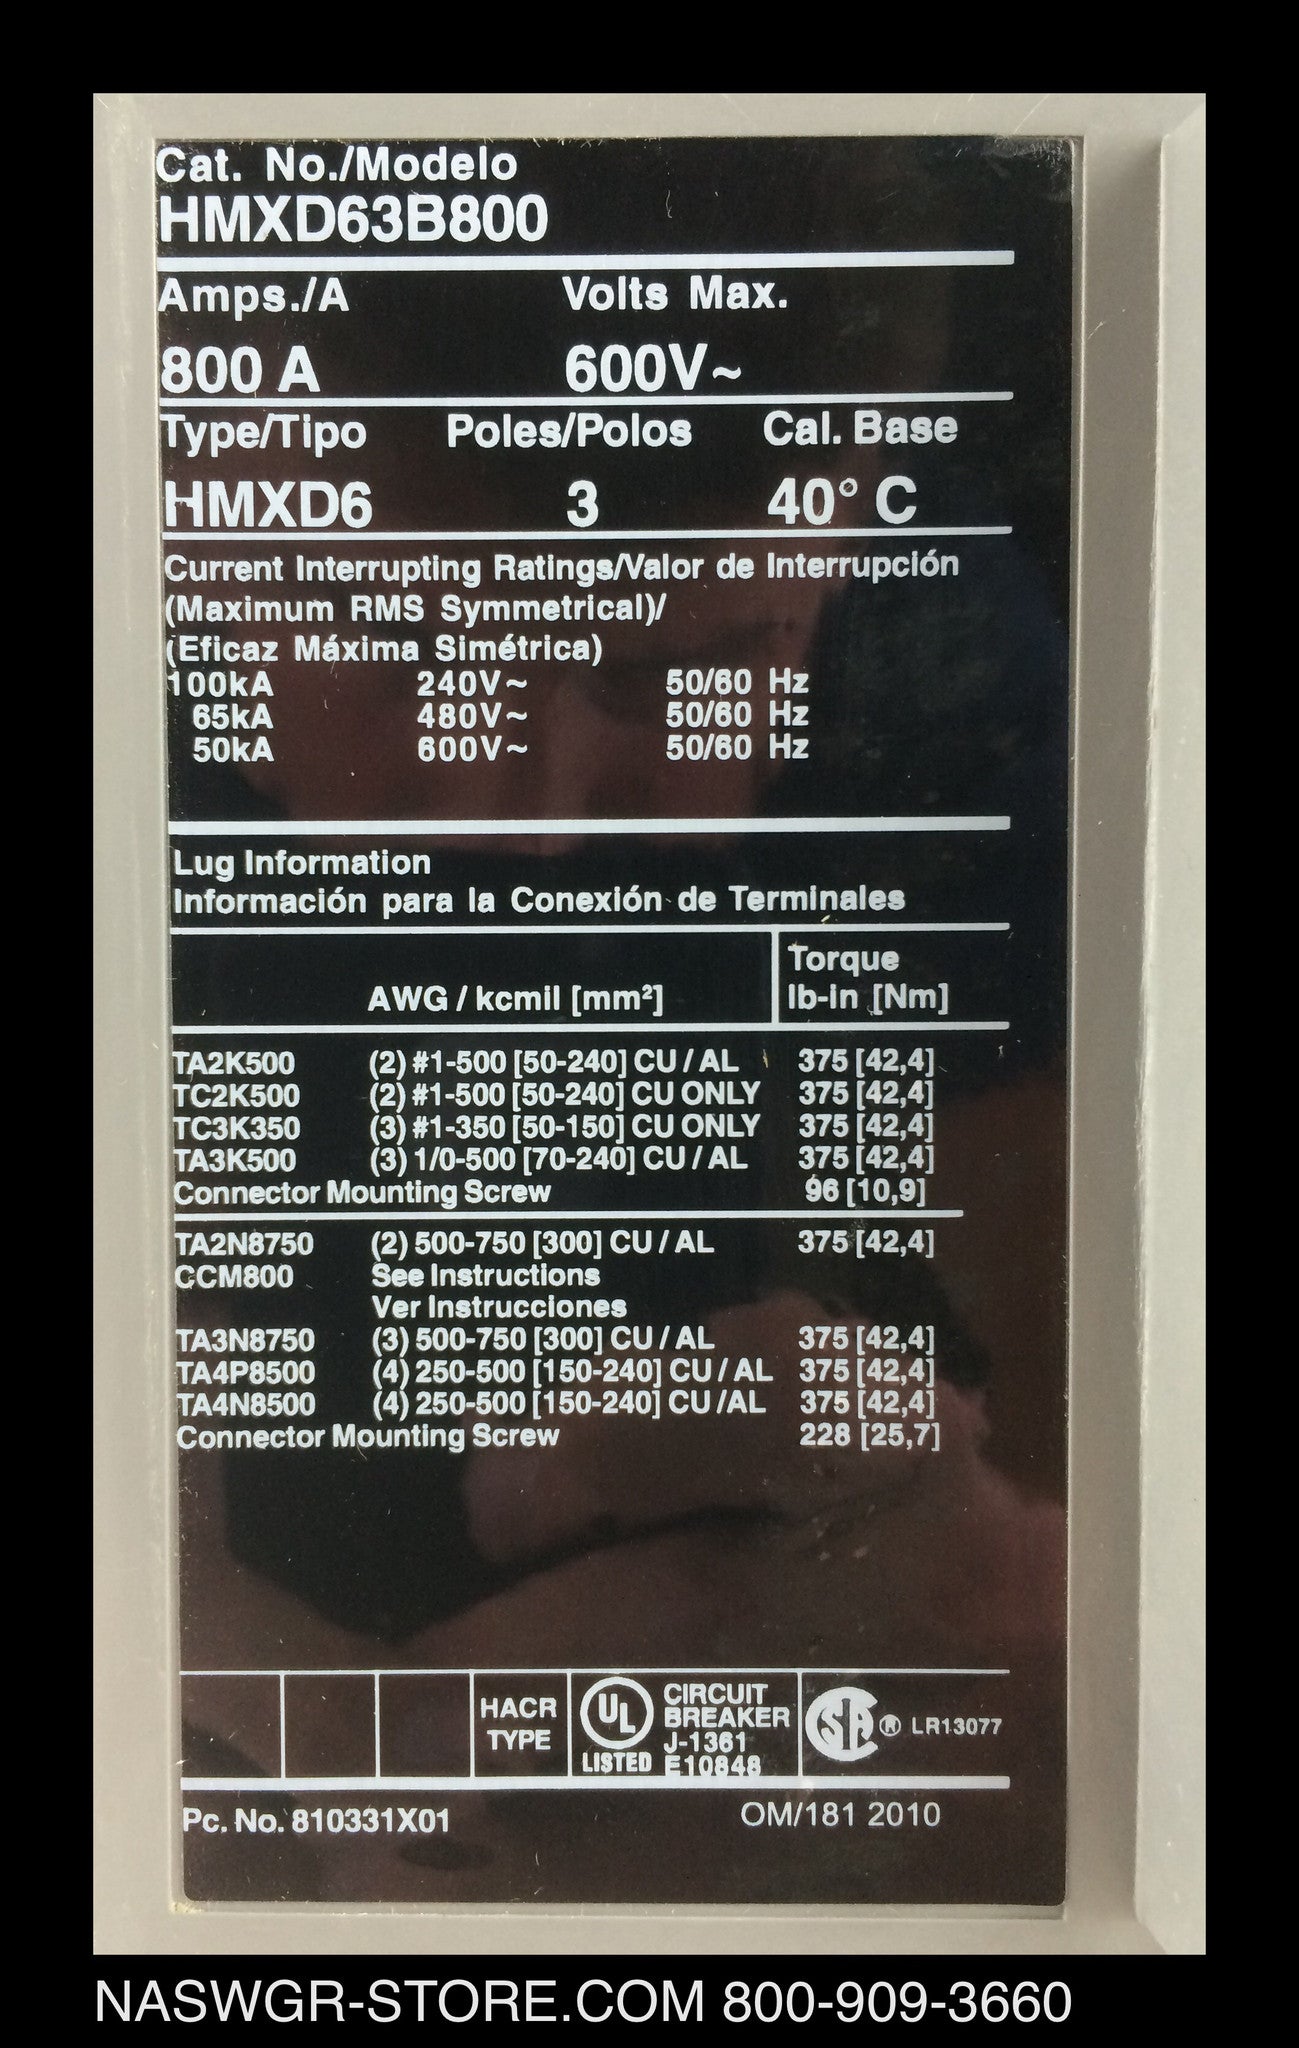 Cat. No./Modelo
HMXD63B800
Amps./A Volts Max.
800 A 600V~
Type/Tipo Poles/Polos Cal. Base
HMXD6 3 40° C
Current Interrupting Ratings/Valor de Interrupción
(Maximum RMS Symmetrical)/
(Eficaz Máxima Simétrica)
100kA 240V~ 50/60 Hz
65kA 480V~ 50/60 Hz
50kA 600V~ 50/60 Hz
Lug Information
Información para la Conexión de Terminales
Torque
AWG / kcmil [mm²] lb-in [Nm]
TA2K500 (2) #1-500 [50-240] CU / AL 375 [42,4]
TC2K500 (2) #1-500 [50-240] CU ONLY 375 [42,4]
TC3K350 (3) #1-350 [50-150] CU ONLY 375 [42,4]
TA3K500 (3) 1/0-500 [70-240] CU / AL 375 [42,4]
Connector Mounting Screw 96 [10,9]
TA2N8750 (2) 500-750 [300] CU / AL 375 [42,4]
CCM800 See Instructions
Ver Instrucciones
TA3N8750 (3) 500-750 [300] CU / AL 375 [42,4]
TA4P8500 (4) 250-500 [150-240] CU / AL 375 [42,4]
TA4N8500 (4) 250-500 [150-240] CU /AL 375 [42,4]
Connector Mounting Screw 228 [25,7]
HACR
TYPE
UL
LISTED
CIRCUIT
BREAKER
J-1361
E10848
SA ® LR13077
Pc. No. 810331X01 OM/181 2010
NASWGR-STORE.COM 800-909-3660